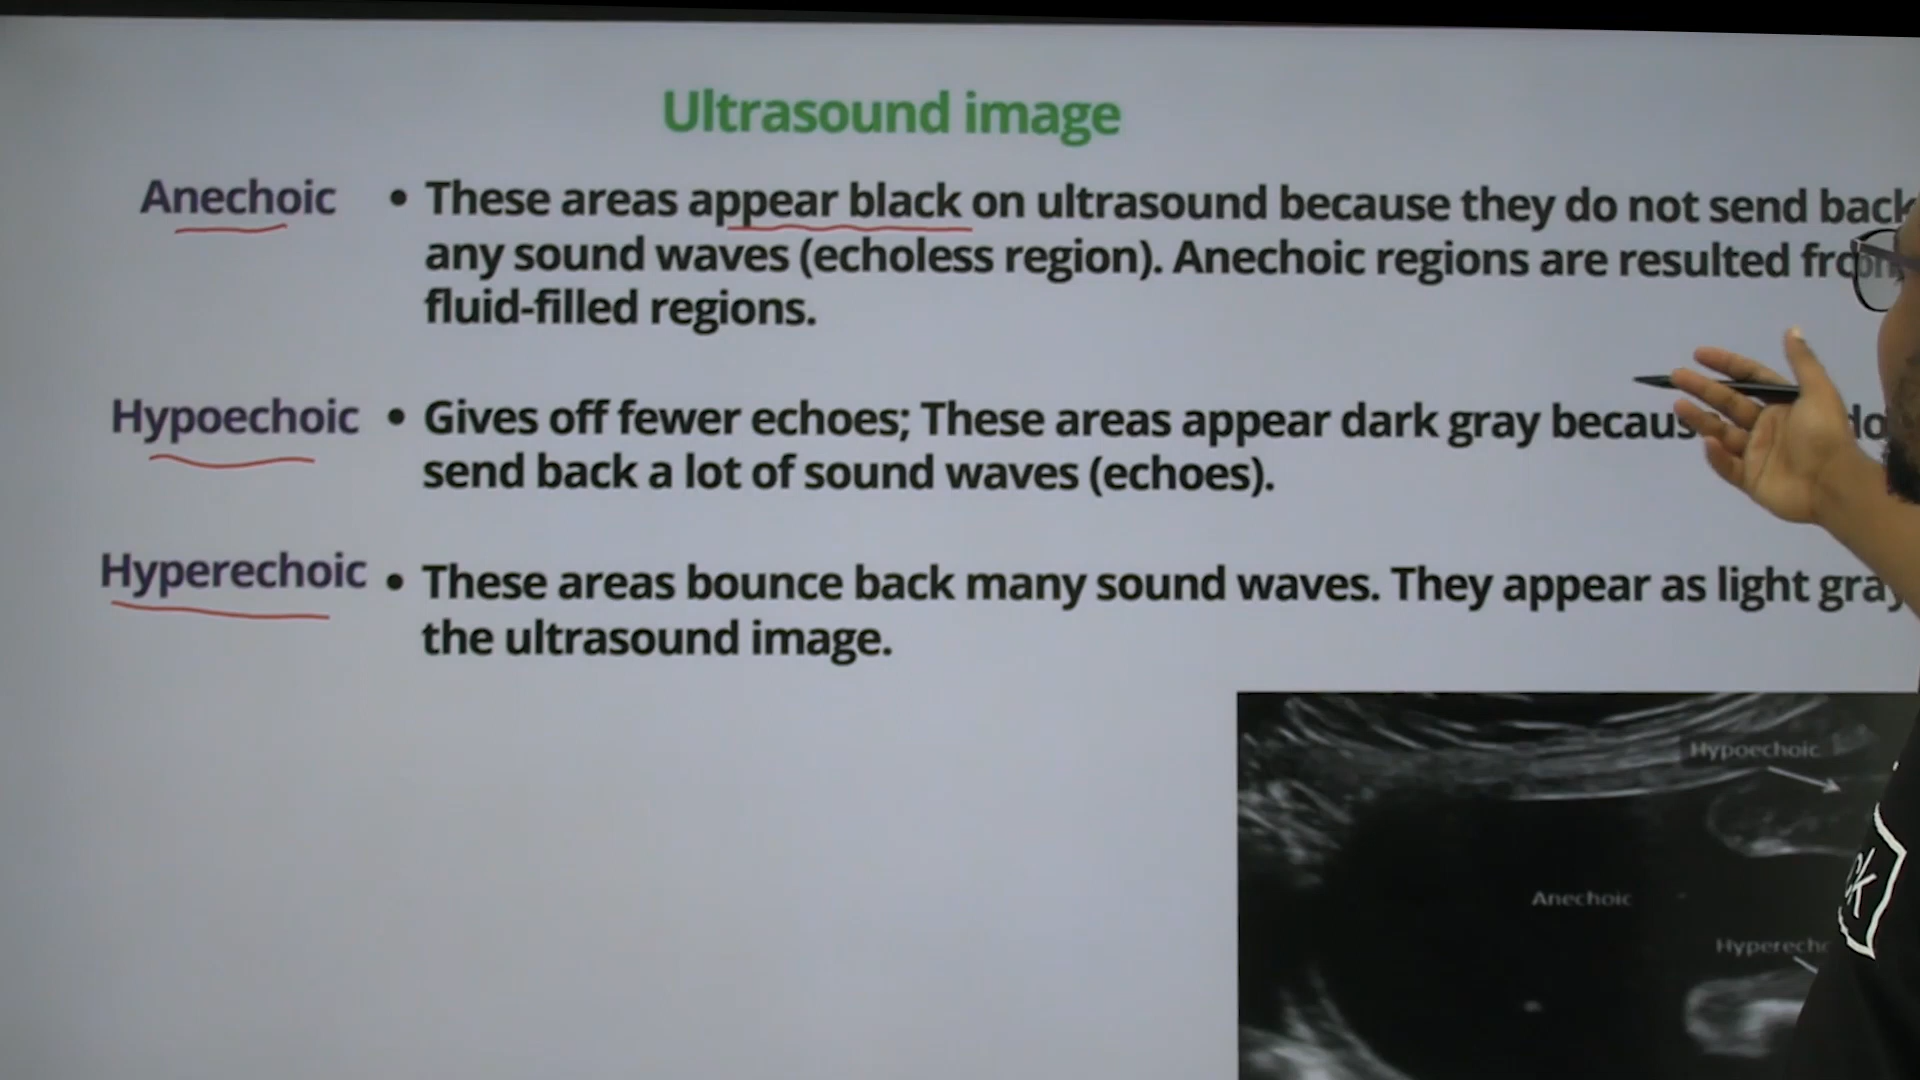 Ultrasound image
Anechoic • These areas appear black on ultrasound because they do not send back
any sound waves (echoless region). Anechoic regions are resulted from
fluid-filled regions.
Hypoechoic • Gives off fewer echoes; These areas appear dark gray do
send back a lot of sound waves (echoes).
Hyperechoic • These areas bounce back many sound waves. They appear as light gray
the ultrasound image.
Hypoechoic
Anechoic